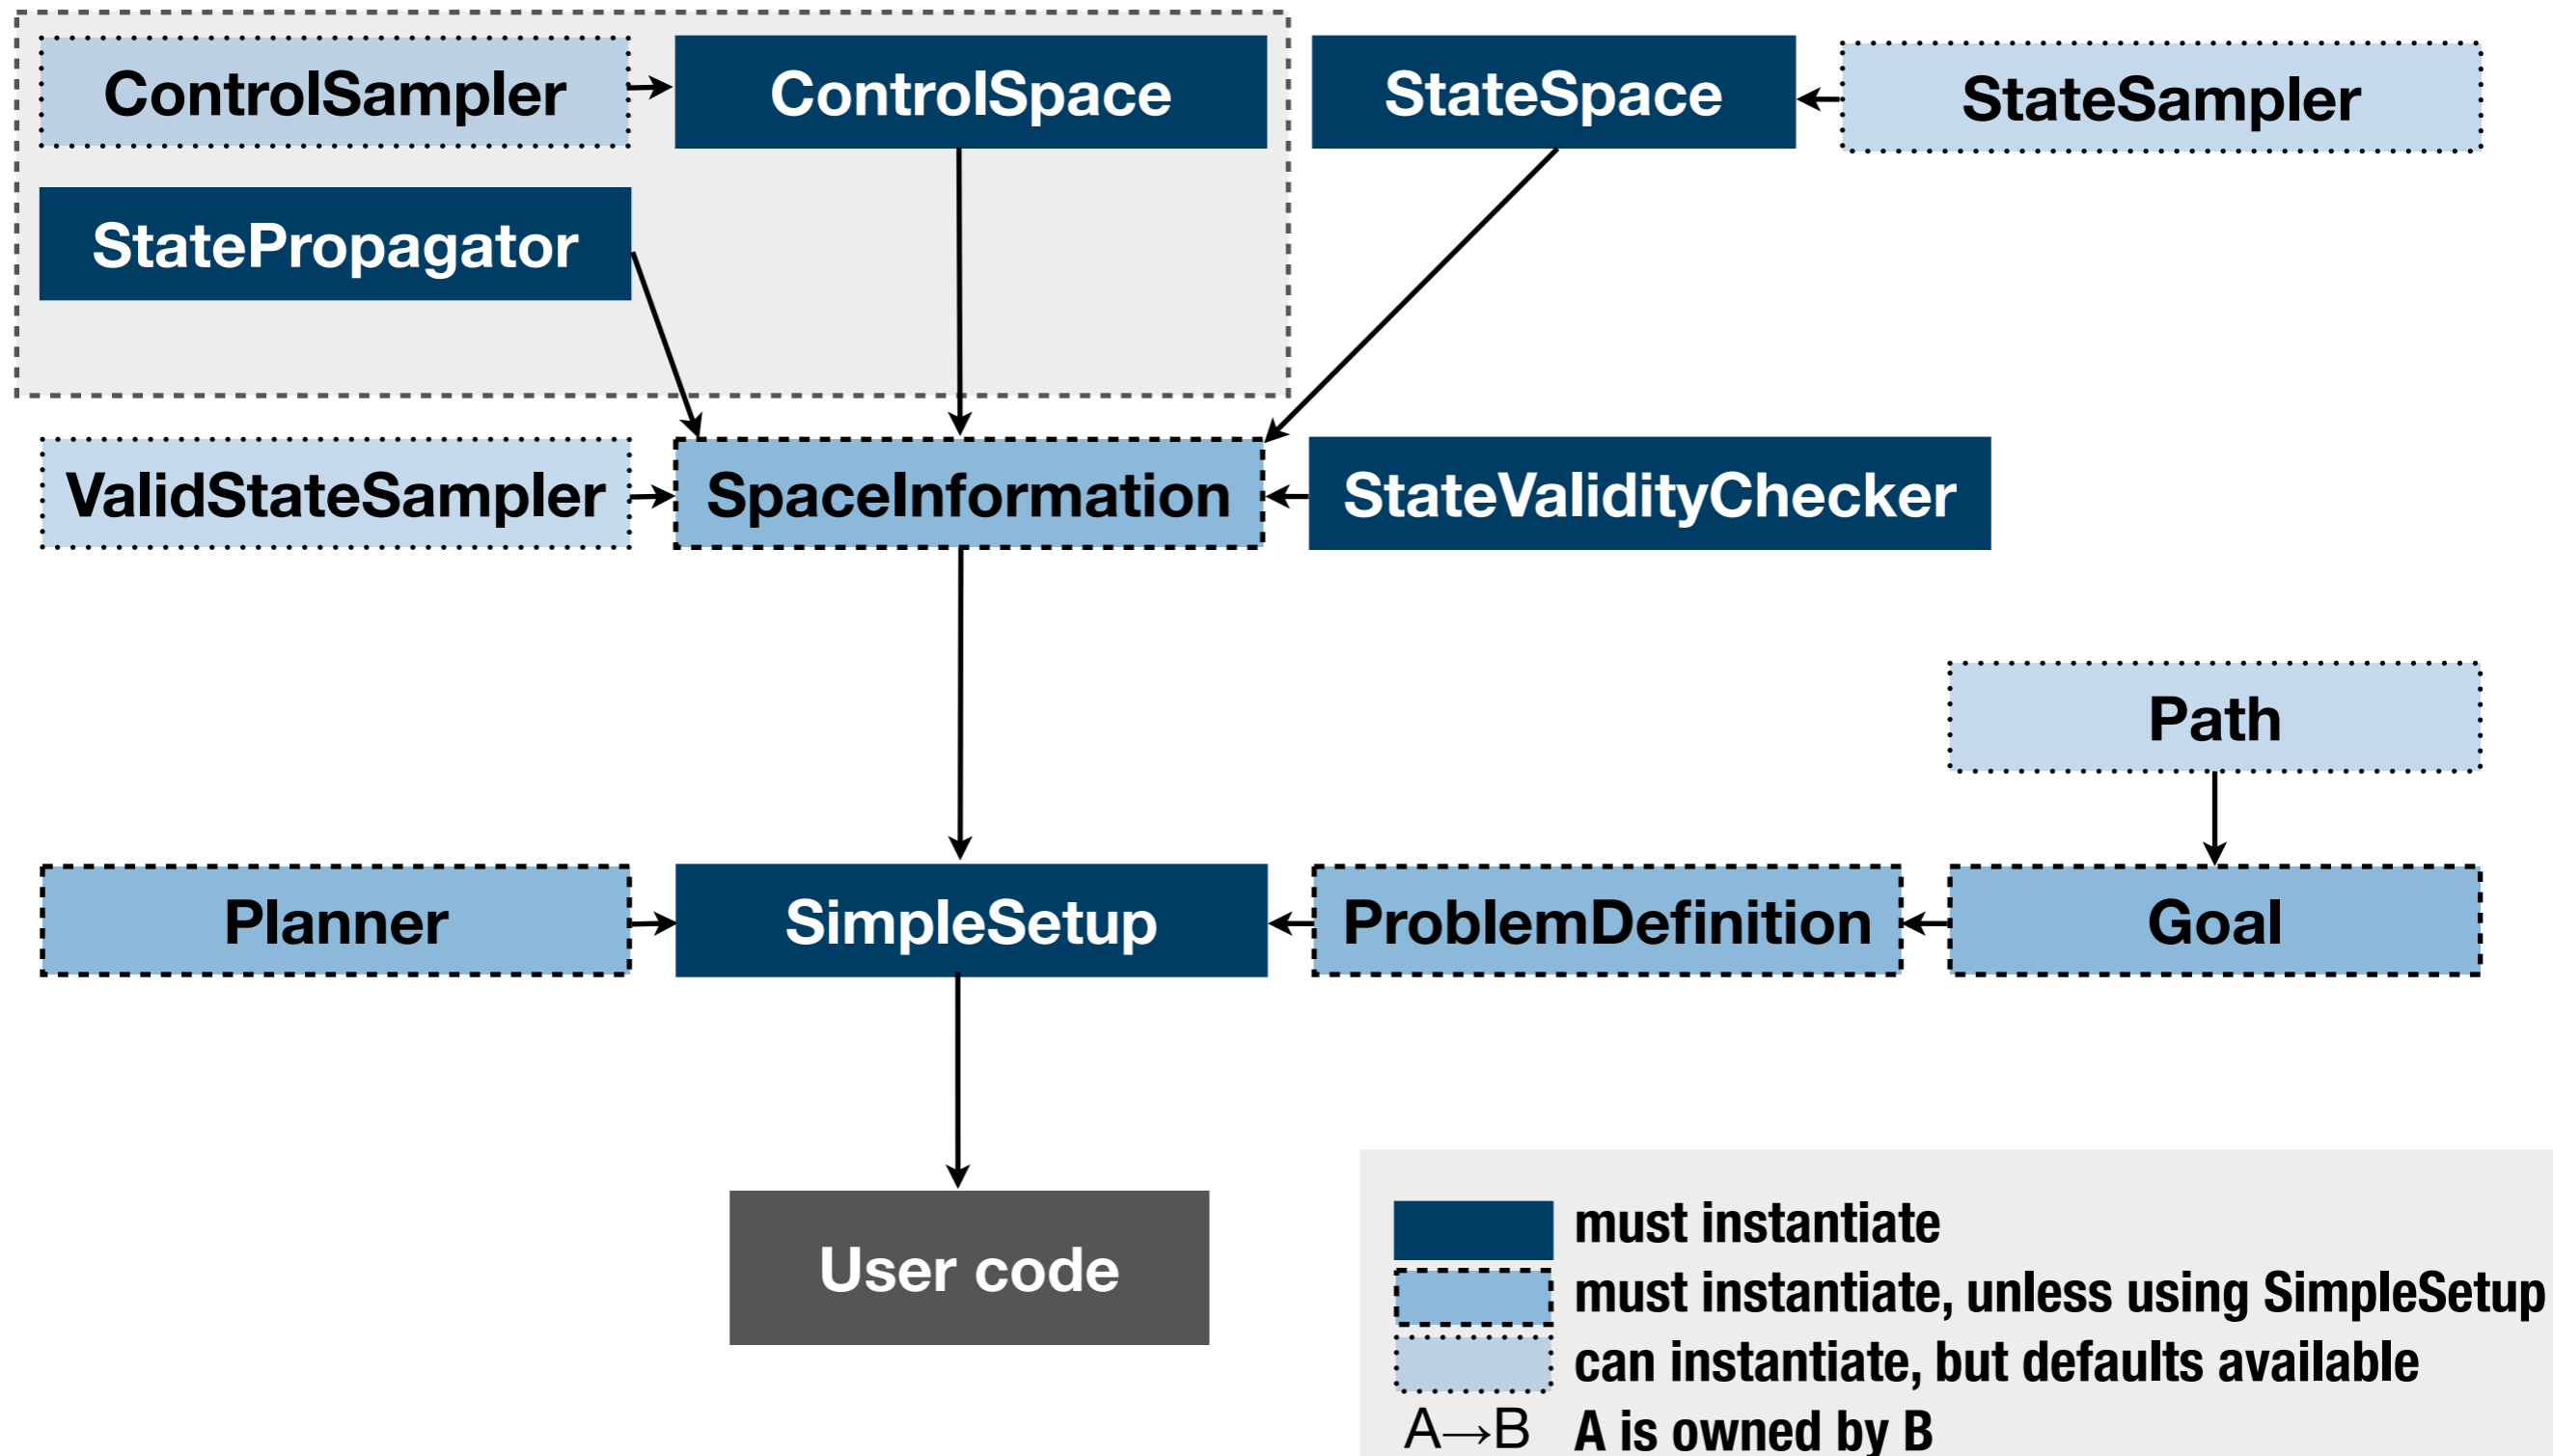 ControlSampler
ControlSpace
StateSpace
StateSampler
StatePropagator
ValidStateSampler
SpaceInformation
StateValidityChecker
Path
Planner
SimpleSetup
ProblemDefinition
Goal
User code
must instantiate
must instantiate, unless using SimpleSetup
can instantiate, but defaults available
A→B A is owned by B